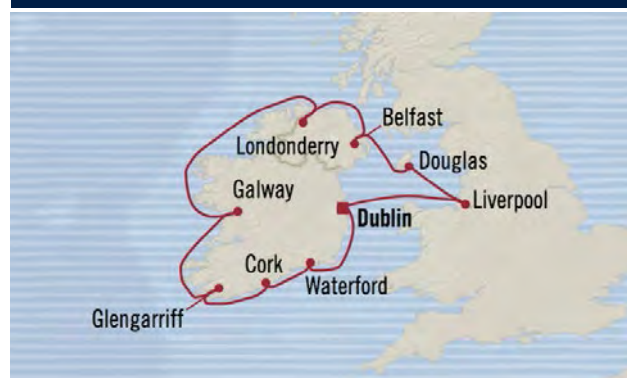 Belfast
Londonderry
Douglas
Galway
Liverpool
Dublin
Cork
Waterford
Glengarriff